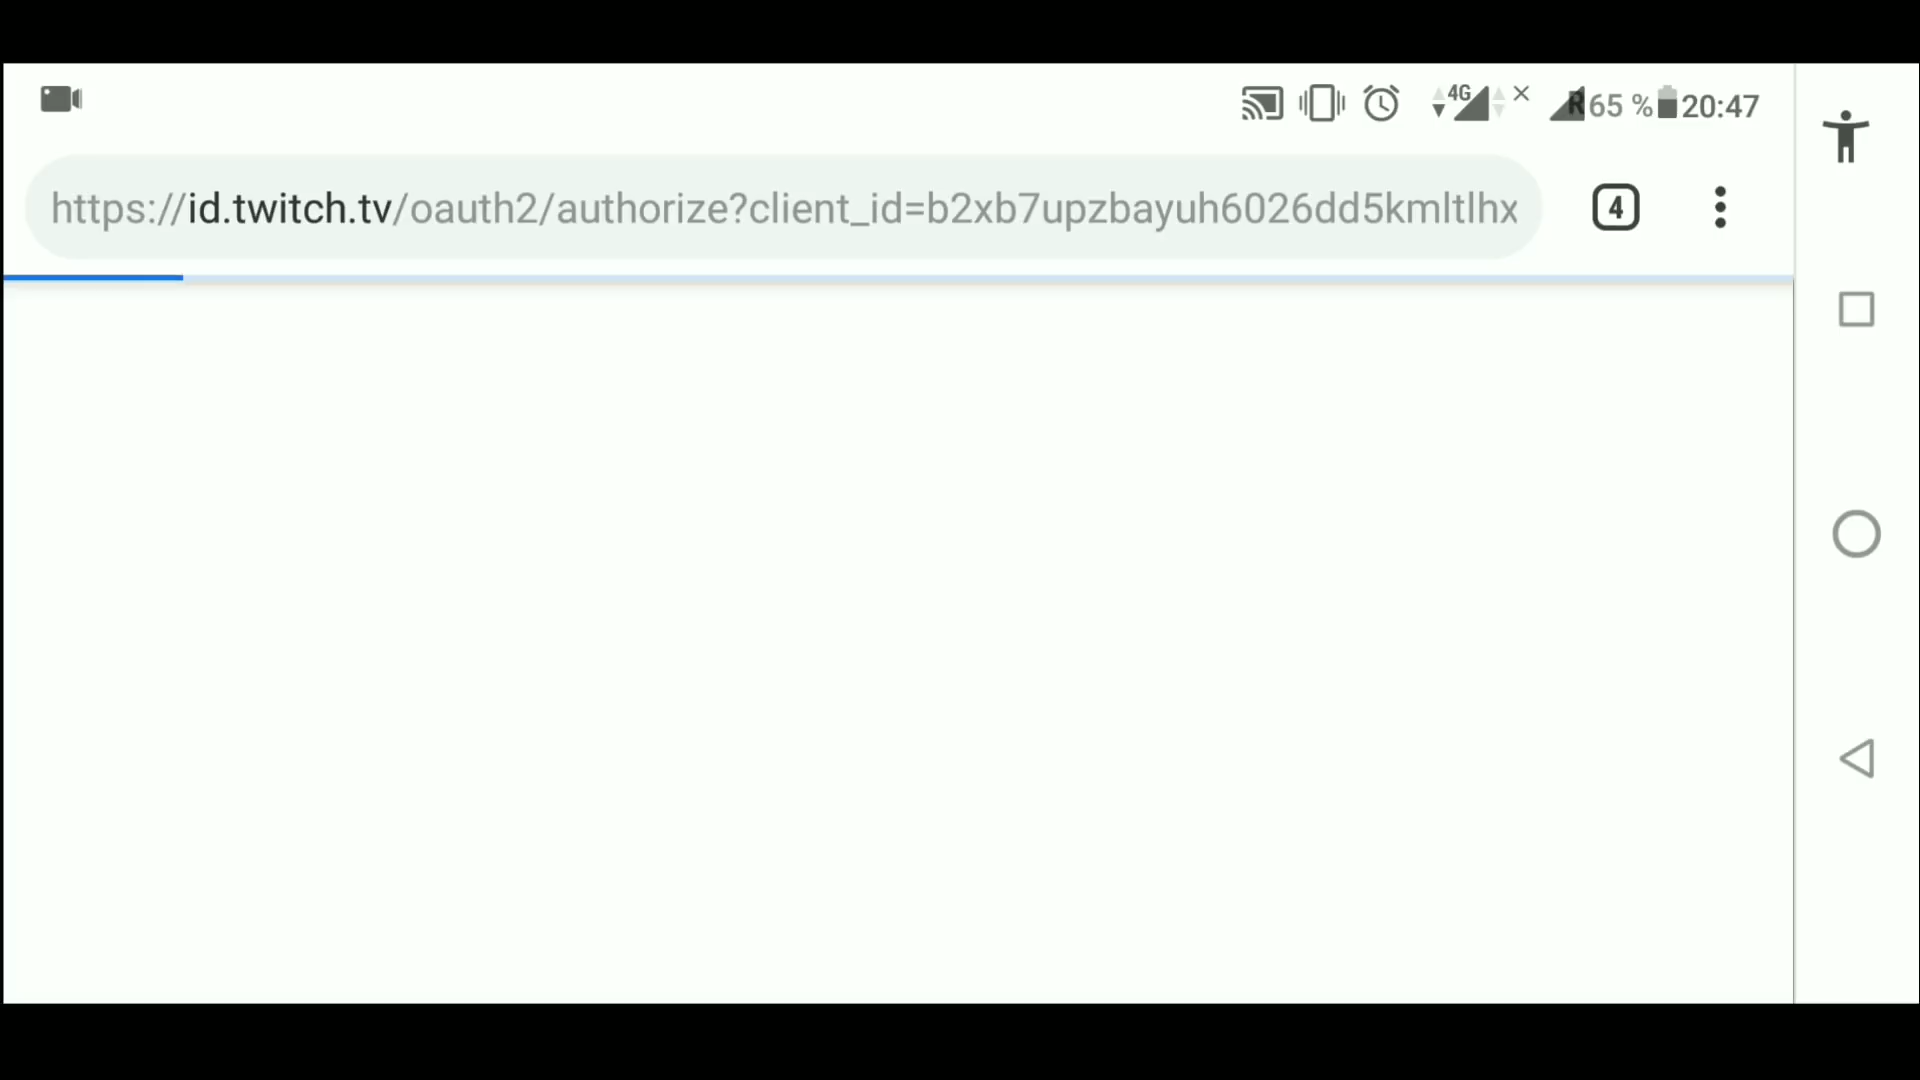 4G R 65 % 20:47
https://id.twitch.tv/oauth2/authorize?client_id=b2xb7upzbayuh6026dd5kmltlhx
4